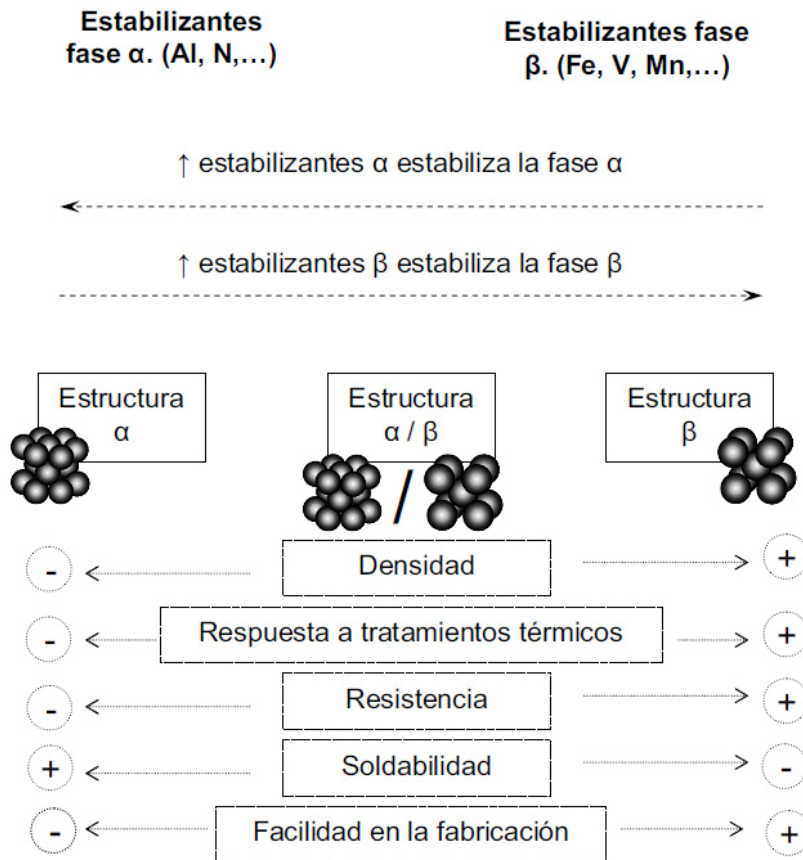 Estabilizantes
fase α. (Al, N,...)
Estabilizantes fase
β. (Fe, V, Mn,...)
↑ estabilizantes α estabiliza la fase α
↑ estabilizantes β estabiliza la fase β
Estructura
α
Estructura
α / β
Estructura
β
/
- Densidad +
- Respuesta a tratamientos térmicos +
- Resistencia +
+ Soldabilidad -
- Facilidad en la fabricación +